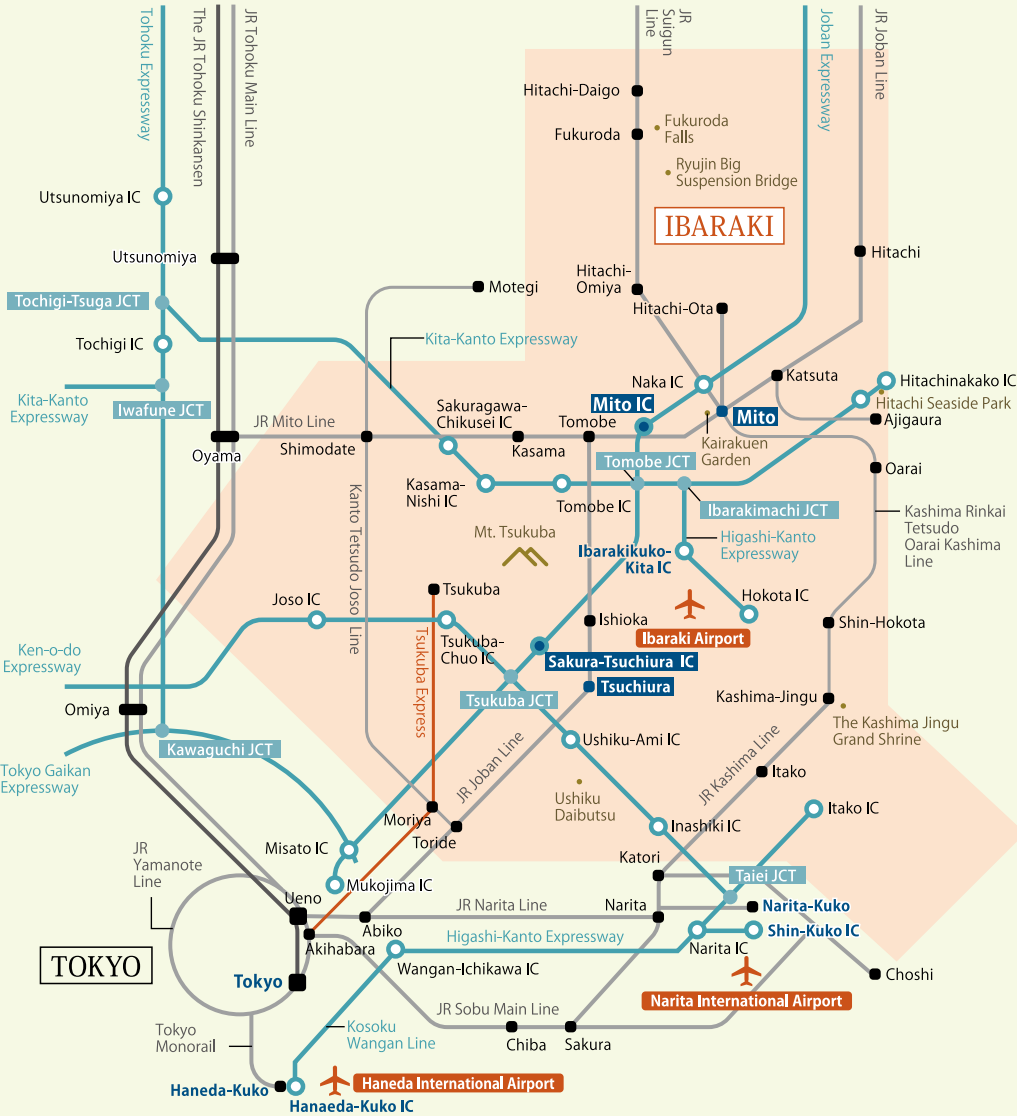 Tohoku Expressway
The JR Tohoku Shinkansen
JR Tohoku Main Line
JR
Suigun
Line
Joban Expressway
JR Joban Line
Hitachi-Daigo
Fukuroda
Fukuroda
Falls
Ryujin Big
Suspension Bridge
Utsunomiya IC
IBARAKI
Utsunomiya
Hitachi
Hitachi-
Omiya
Motegi
Tochigi-Tsuga JCT
Hitachi-Ota
Tochigi IC
Kita-Kanto Expressway
Kita-Kanto
Expressway
Iwafune JCT
Naka IC
Katsuta
Hitachinakako IC
Hitachi Seaside Park
Mito IC
Mito
Ajigaura
JR Mito Line
Sakuragawa-
Chikusei IC
Tomobe
Oyama
Shimodate
Kasama
Kairakuen
Garden
Tomobe JCT
Oarai
Kasama-
Nishi IC
Tomobe IC
Ibarakimachi JCT
Kashima Rinkai
Tetsudo
Oarai Kashima
Line
Kanto Tetsudo Joso Line
Mt. Tsukuba
Ibarakikuko-
Kita IC
Higashi-Kanto
Expressway
Tsukuba
Joso IC
Hokota IC
Tsukuba Express
Tsukuba-
Chuo IC
Ishioka
Ibaraki Airport
Shin-Hokota
Ken-o-do
Expressway
Sakura-Tsuchiura IC
Tsuchiura
Tsukuba JCT
Kashima-Jingu
Omiya
The Kashima Jingu
Grand Shrine
Kawaguchi JCT
Ushiku-Ami IC
Tokyo Gaikan
Expressway
JR Joban Line
JR Kashima Line
Itako
Ushiku
Daibutsu
Moriya
Toride
Itako IC
Inashiki IC
JR
Yamanote
Line
Misato IC
Katori
Mukojima IC
Taiei JCT
Ueno
JR Narita Line
Narita
Narita-Kuko
Abiko
Akihabara
Higashi-Kanto Expressway
Shin-Kuko IC
Narita IC
TOKYO
Wangan-Ichikawa IC
Tokyo
Choshi
Narita International Airport
JR Sobu Main Line
Tokyo
Monorail
Kosoku
Wangan Line
Chiba
Sakura
Haneda-Kuko
Haneda International Airport
Hanaeda-Kuko IC